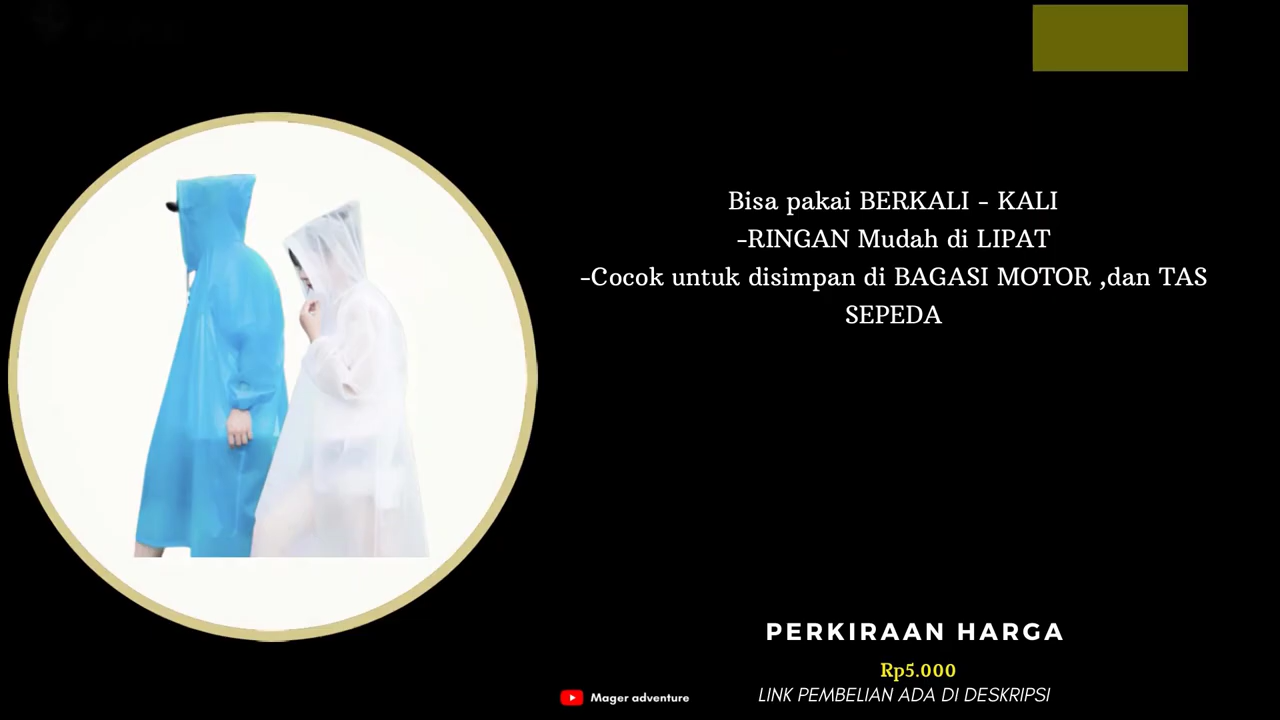 Bisa pakai BERKALI - KALI
-RINGAN Mudah di LIPAT
-Cocok untuk disimpan di BAGASI MOTOR ,dan TAS
SEPEDA
PERKIRAAN HARGA
Rp5.000
LINK PEMBELIAN ADA DI DESKRIPSI
Mager adventure